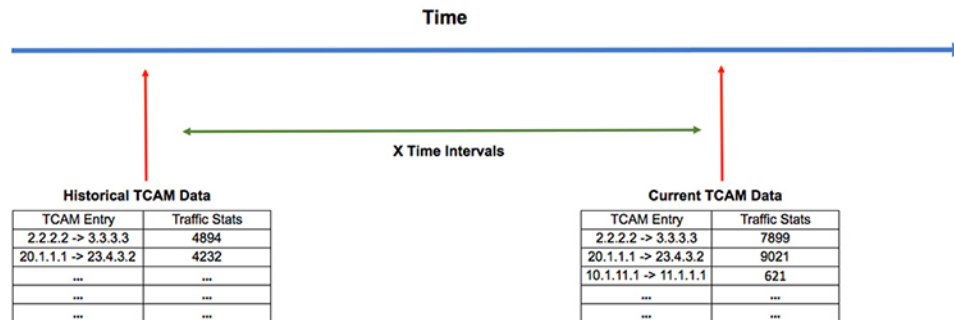 Time
X Time Intervals
Historical TCAM Data
TCAM Entry Traffic Stats
2.2.2.2 -> 3.3.3.3 4894
20.1.1.1 -> 23.4.3.2 4232
... ...
... ...
... ...
Current TCAM Data
TCAM Entry Traffic Stats
2.2.2.2 -> 3.3.3.3 7899
20.1.1.1 -> 23.4.3.2 9021
10.1.11.1 -> 11.1.1.1 621
... ...
... ...